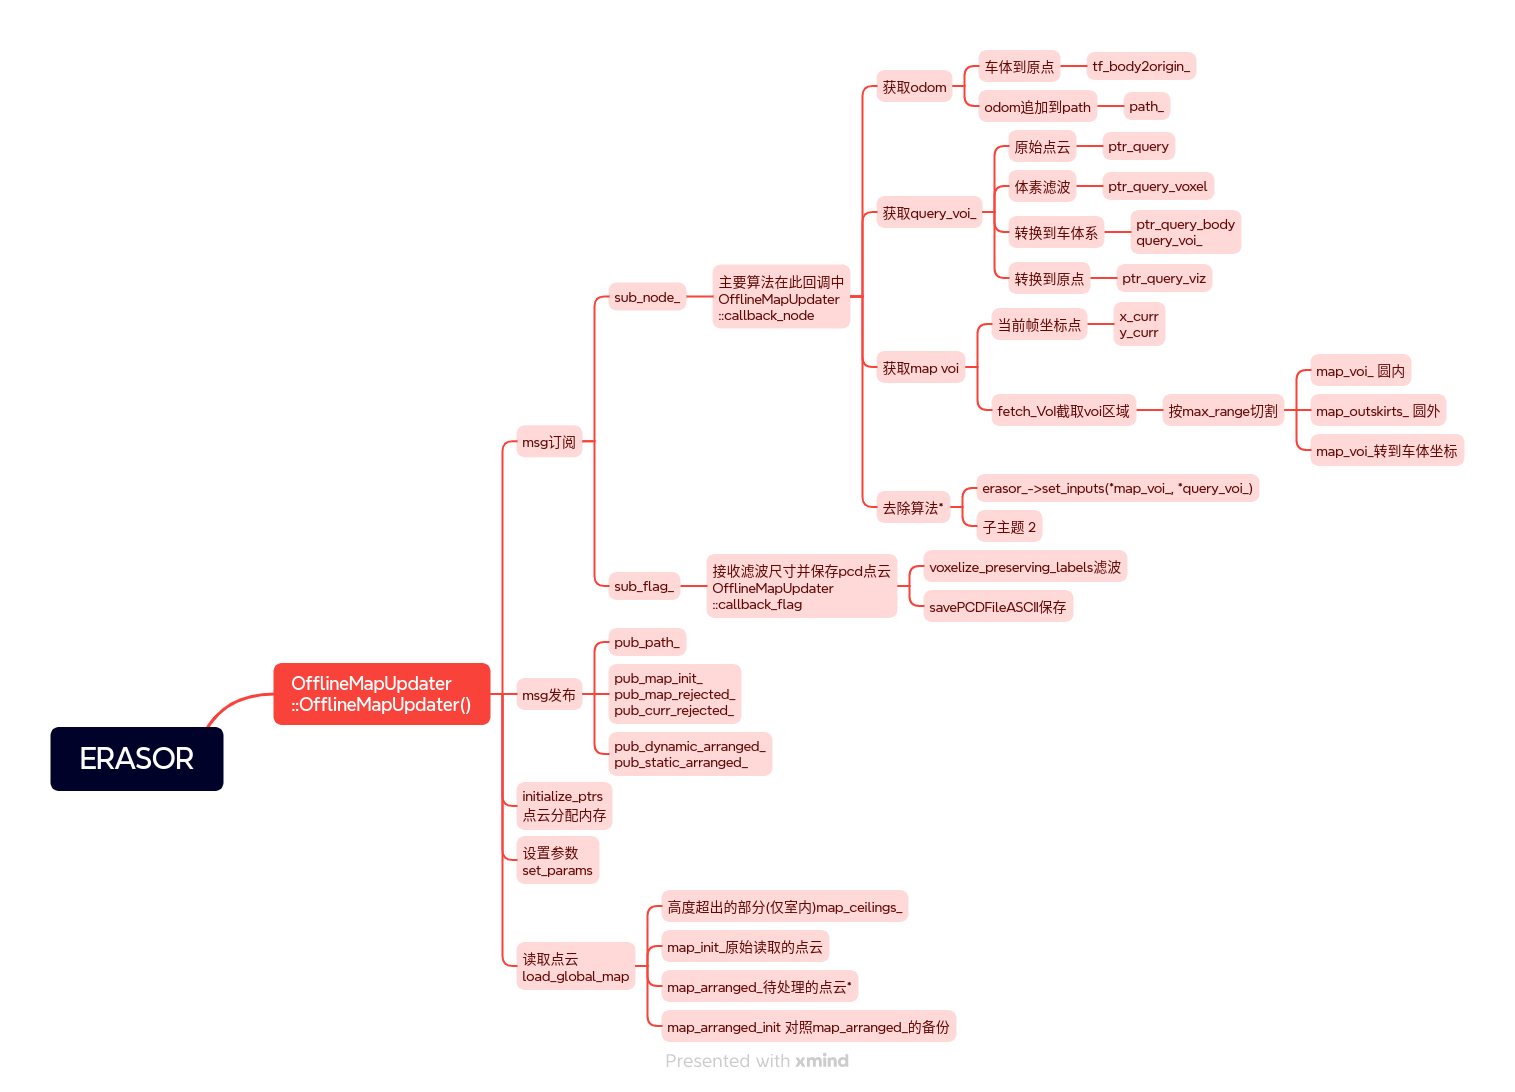 ERASOR
OfflineMapUpdater
::OfflineMapUpdater()
msg订阅
sub_node_
主要算法在此回调中
OfflineMapUpdater
::callback_node
获取odom
车体到原点
tf_body2origin_
odom追加到path
path_
获取query_voi_
原始点云
ptr_query
体素滤波
ptr_query_voxel
转换到车体系
ptr_query_body
query_voi_
转换到原点
ptr_query_viz
获取map voi
当前帧坐标点
x_curr
y_curr
fetch_VoI截取voi区域
按max_range切割
map_voi_ 圆内
map_outskirts_ 圆外
map_voi_转到车体坐标
去除算法*
erasor_->set_inputs(*map_voi_, *query_voi_)
子主题 2
sub_flag_
接收滤波尺寸并保存pcd点云
OfflineMapUpdater
::callback_flag
voxelize_preserving_labels滤波
savePCDFileASCII保存
msg发布
pub_path_
pub_map_init_
pub_map_rejected_
pub_curr_rejected_
pub_dynamic_arranged_
pub_static_arranged_
initialize_ptrs
点云分配内存
设置参数
set_params
读取点云
load_global_map
高度超出的部分(仅室内)map_ceilings_
map_init_原始读取的点云
map_arranged_待处理的点云*
map_arranged_init 对照map_arranged_的备份
Presented with xmind